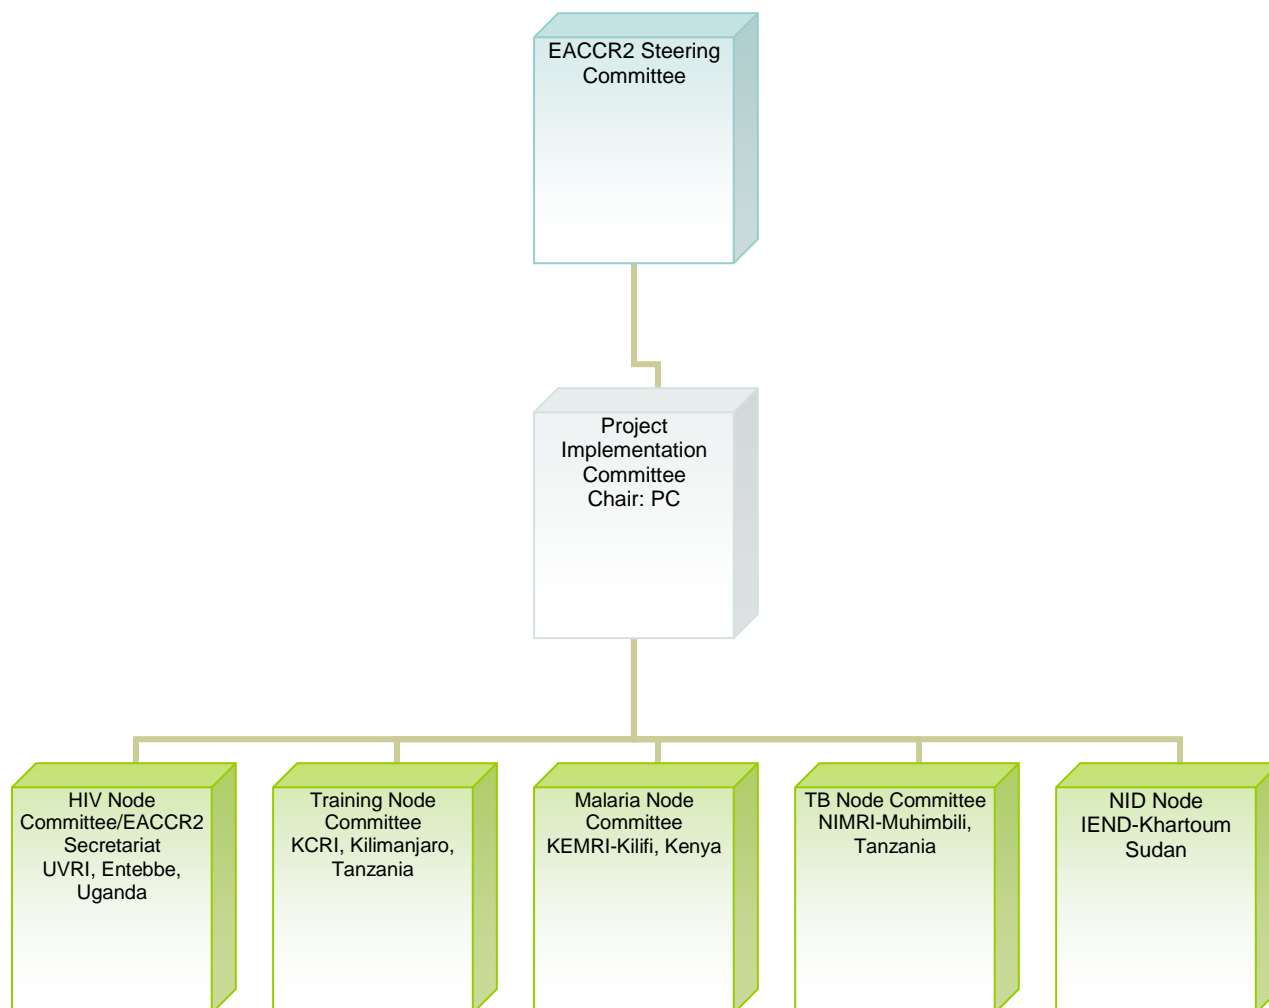 EACCR2 Steering
Committee
Project
Implementation
Committee
Chair: PC
HIV Node
Committee/EACCR2
Secretariat
UVRI, Entebbe,
Uganda
Training Node
Committee
KCRI, Kilimanjaro,
Tanzania
Malaria Node
Committee
KEMRI-Kilifi, Kenya
TB Node Committee
NIMRI-Muhimbili,
Tanzania
NID Node
IEND-Khartoum
Sudan